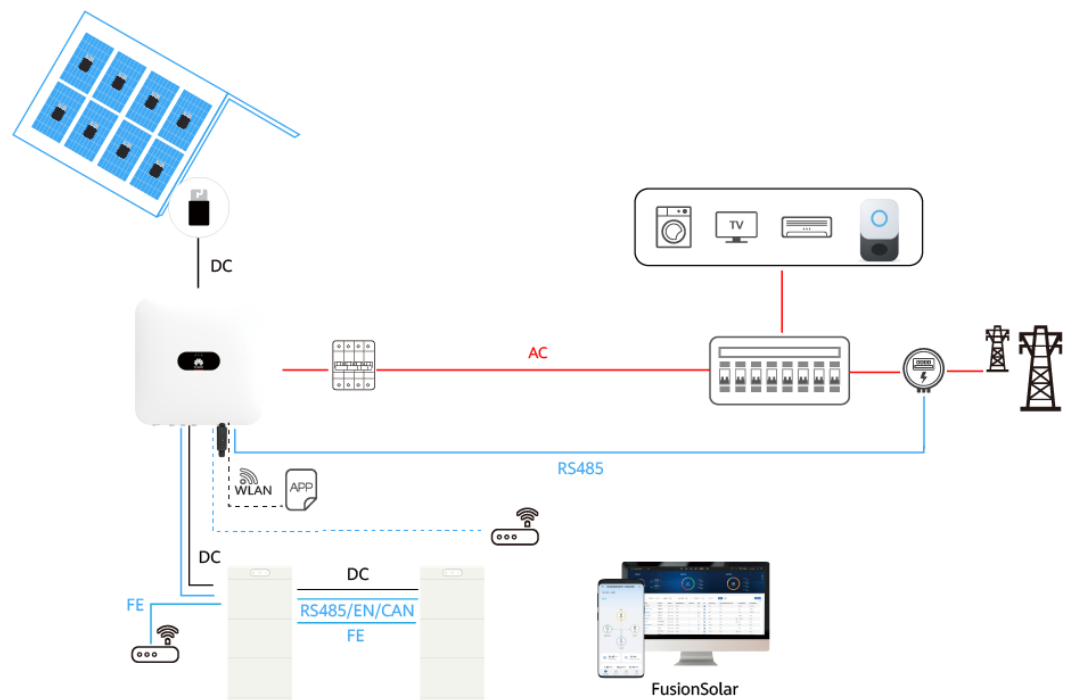 TV
DC
AC
RS485
WLAN
APP
DC
DC
FE
RS485/EN/CAN
FE
FusionSolar